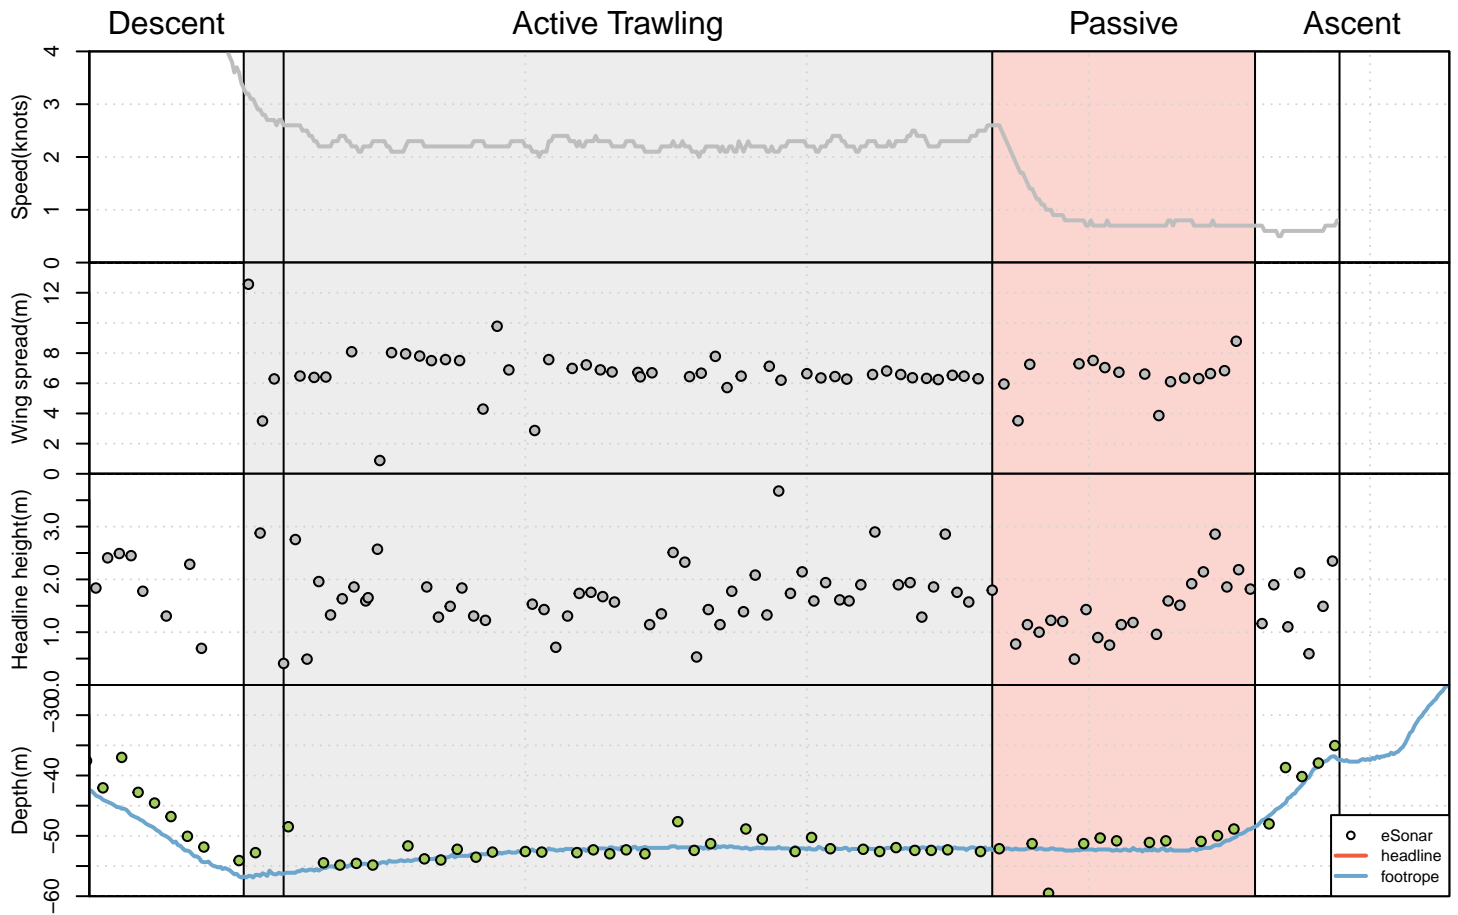 Descent Active Trawling Passive Ascent
Speed(knots)
4
3
2
1
0
Wing spread(m)
12
8
6
4
2
0
Headline height(m)
3.0
2.0
1.0
0.0
Depth(m)
−30
−40
−50
−60
eSonar
headline
footrope